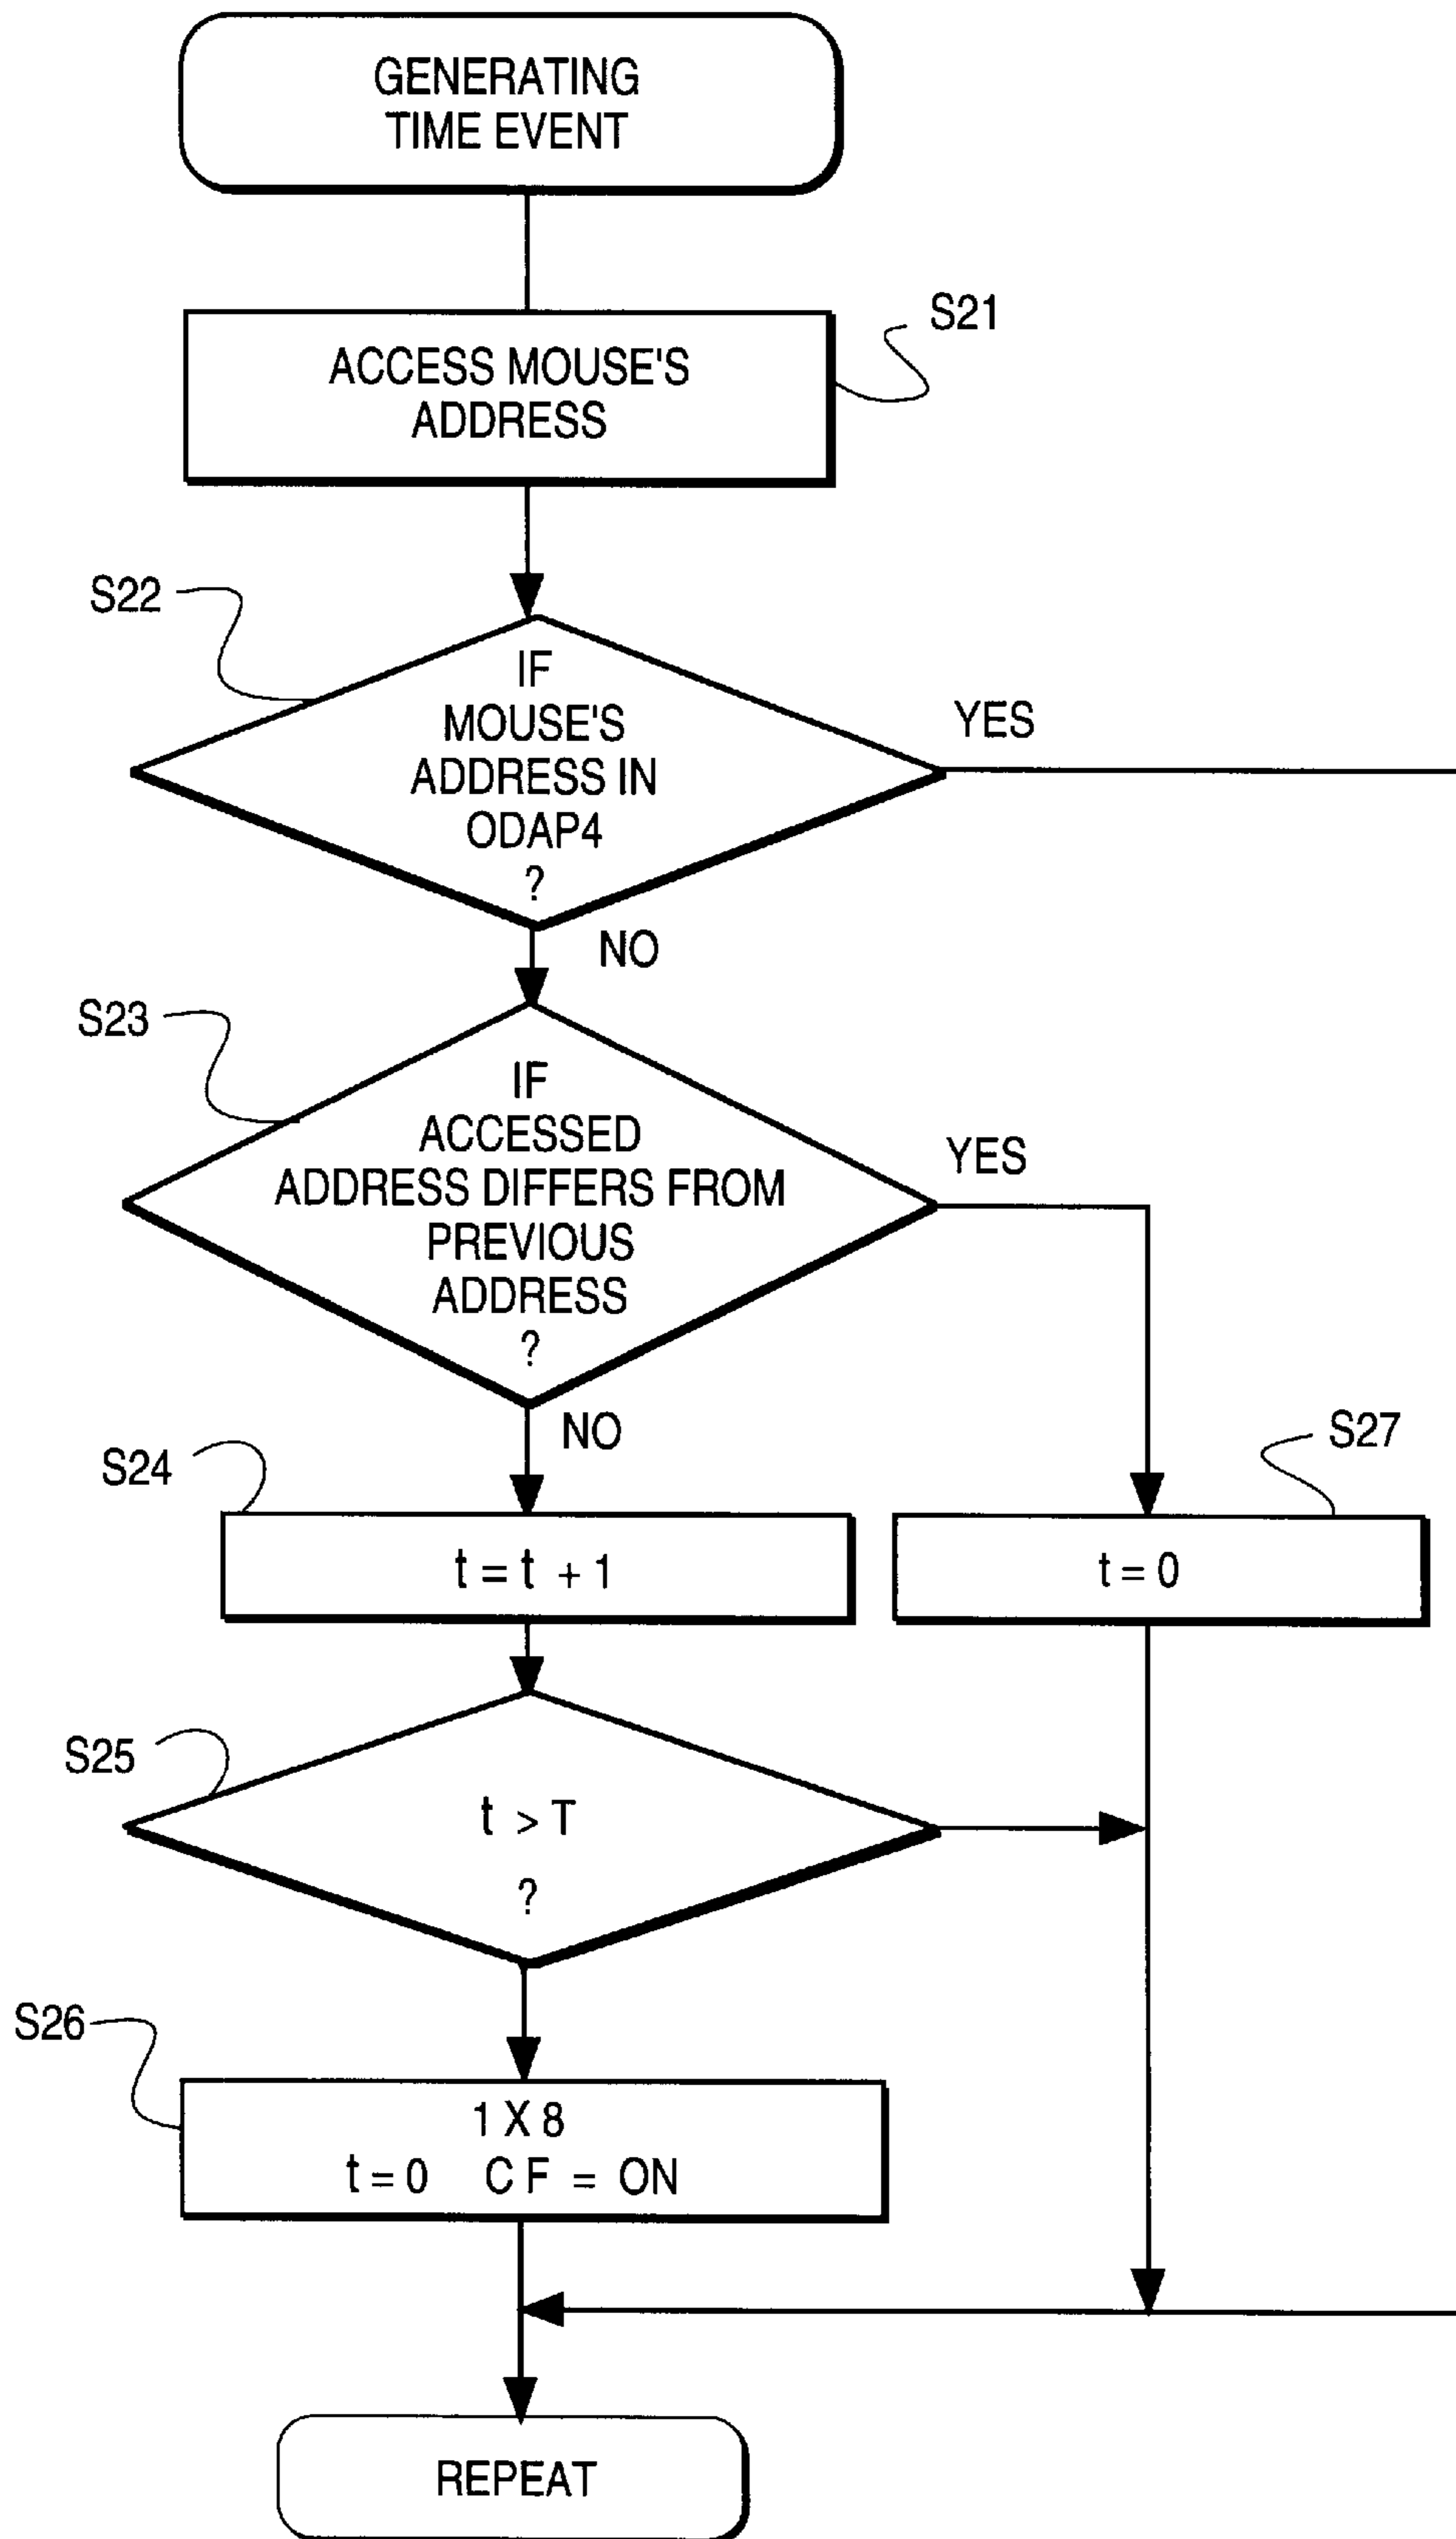 GENERATING
TIME EVENT
S21
ACCESS MOUSE'S
ADDRESS
S22
IF
MOUSE'S
ADDRESS IN
ODAP4
?
YES
NO
S23
IF
ACCESSED
ADDRESS DIFFERS FROM
PREVIOUS
ADDRESS
?
YES
NO
S24
t = t + 1
S27
t = 0
S25
t > T
?
S26
1 X 8
t = 0 C F = ON
REPEAT